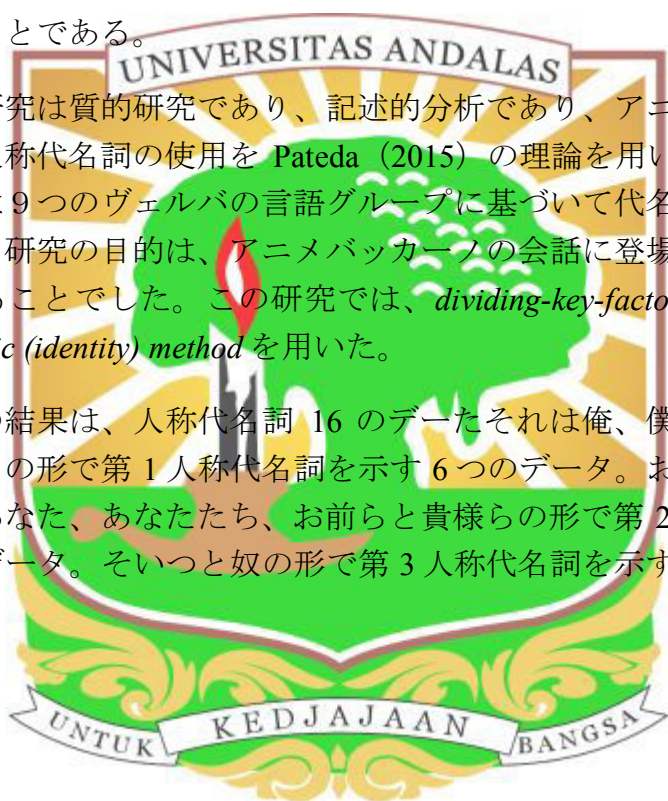 とである。
UNIVERSITAS ANDALAS
究は質的研究であり、記述的分析であり、アニ
称代名詞の使用を Pateda（2015）の理論を用い
９つのヴェルバの言語グループに基づいて代名
研究の目的は、アニメバッカーノの会話に登場
ことでした。この研究では、dividing-key-facto
ic (identity) method を用いた。
結果は、人称代名詞 16 のデーたそれは俺、僕
の形で第 1 人称代名詞を示す 6 つのデータ。お
なた、あなたたち、お前らと貴様らの形で第 2
データ。そいつと奴の形で第 3 人称代名詞を示す
UNTUK KEDJAJAAN BANGSA